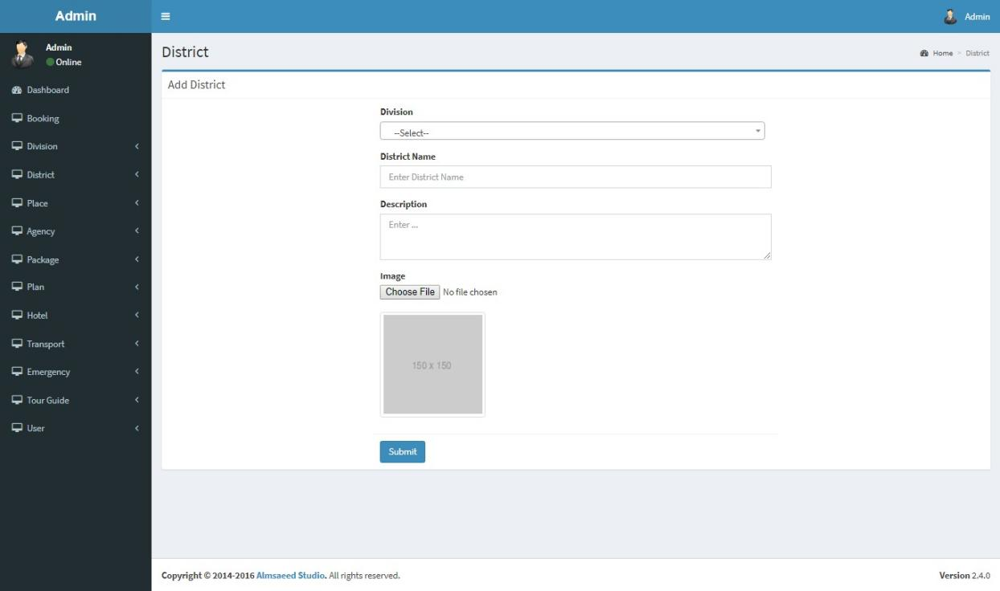 Admin
Admin
Admin
Online
District
Home > District
Dashboard
Booking
Division
District
Place
Agency
Package
Plan
Hotel
Transport
Emergency
Tour Guide
User
Add District
Division
--Select--
District Name
Enter District Name
Description
Enter ...
Image
Choose File No file chosen
150 x 150
Submit
Copyright © 2014-2016 Almsaeed Studio. All rights reserved.
Version 2.4.0